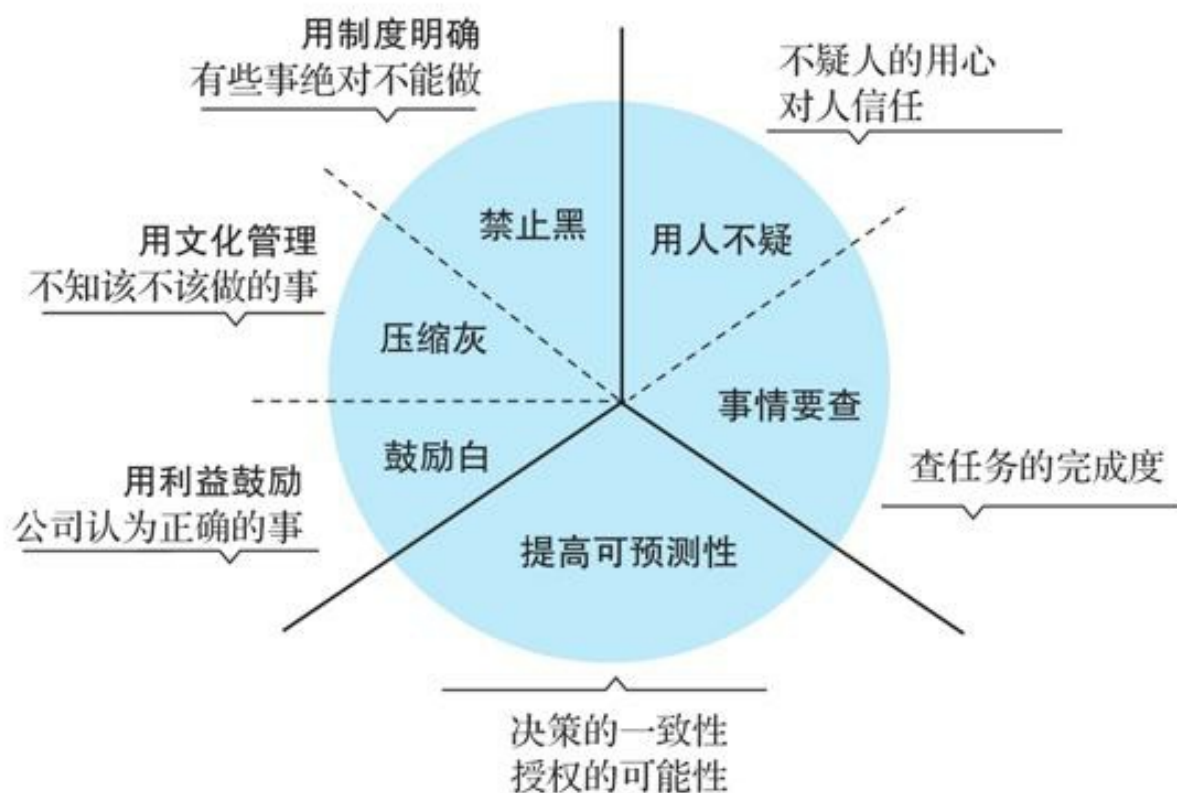 用制度明确
有些事绝对不能做
不疑人的用心
对人信任
禁止黑
用人不疑
用文化管理
不知该不该做的事
压缩灰
事情要查
鼓励白
用利益鼓励
公司认为正确的事
查任务的完成度
提高可预测性
决策的一致性
授权的可能性